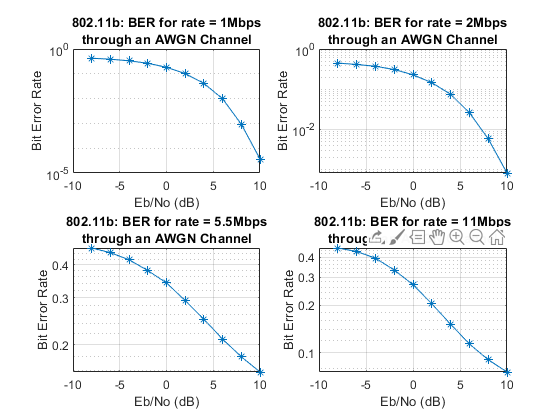 802.11b: BER for rate = 1Mbps
through an AWGN Channel
10^0
10^-5
Bit Error Rate
-10 -5 0 5 10
Eb/No (dB)
802.11b: BER for rate = 2Mbps
through an AWGN Channel
10^0
10^-2
Bit Error Rate
-10 -5 0 5 10
Eb/No (dB)
802.11b: BER for rate = 5.5Mbps
through an AWGN Channel
0.4
0.3
0.2
Bit Error Rate
-10 -5 0 5 10
Eb/No (dB)
802.11b: BER for rate = 11Mbps
throug
0.4
0.3
0.2
0.1
Bit Error Rate
-10 -5 0 5 10
Eb/No (dB)